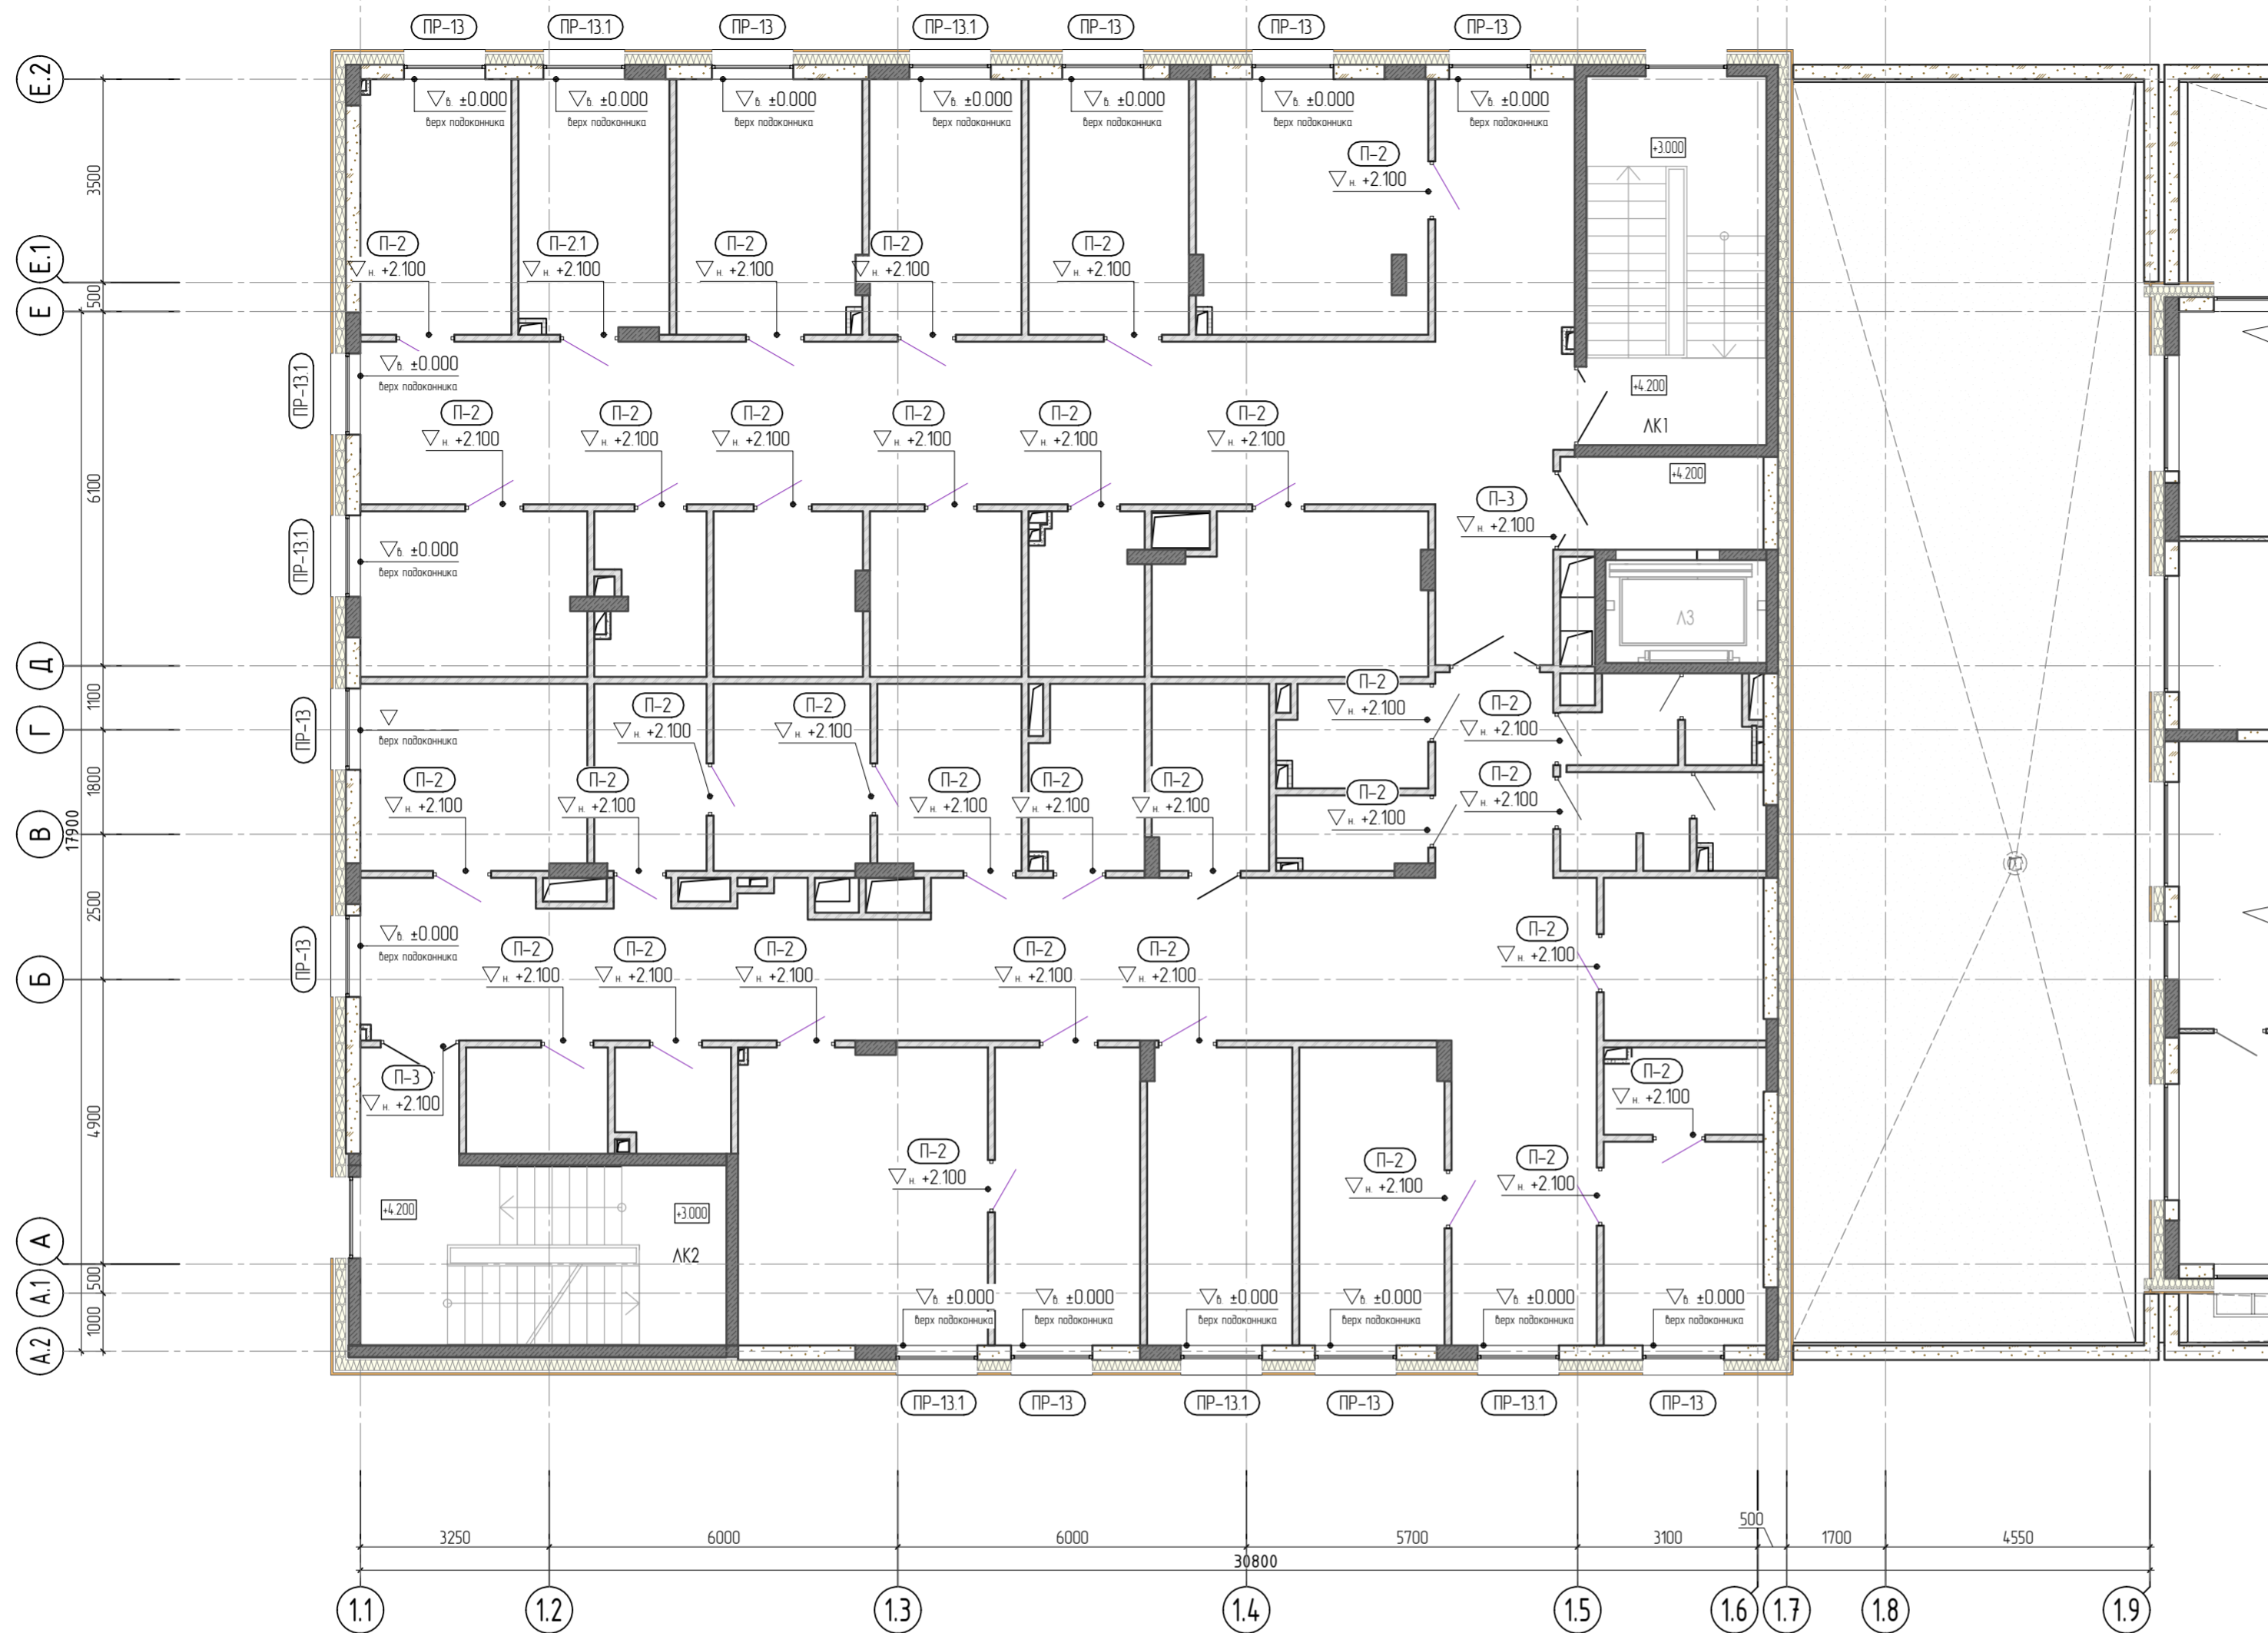 ПР-13
ПР-13.1
ПР-13
ПР-13.1
ПР-13
ПР-13
ПР-13
Е.2
в. ±0.000
верх подоконника
в. ±0.000
верх подоконника
в. ±0.000
верх подоконника
в. ±0.000
верх подоконника
в. ±0.000
верх подоконника
в. ±0.000
верх подоконника
в. ±0.000
верх подоконника
П-2
н. +2.100
+3.000
3500
Е.1
П-2
н. +2.100
П-2.1
н. +2.100
П-2
н. +2.100
П-2
н. +2.100
П-2
н. +2.100
500
Е
ПР-13.1
в. ±0.000
верх подоконника
+4.200
ЛК1
П-2
н. +2.100
П-2
н. +2.100
П-2
н. +2.100
П-2
н. +2.100
П-2
н. +2.100
П-2
н. +2.100
+4.200
6100
П-3
н. +2.100
ПР-13.1
в. ±0.000
верх подоконника
Л3
Д
1100
П-2
н. +2.100
П-2
н. +2.100
П-2
н. +2.100
П-2
н. +2.100
Г
ПР-13
верх подоконника
1800
П-2
н. +2.100
П-2
н. +2.100
П-2
н. +2.100
П-2
н. +2.100
П-2
н. +2.100
П-2
н. +2.100
П-2
н. +2.100
В
17900
2500
ПР-13
в. ±0.000
верх подоконника
П-2
н. +2.100
П-2
н. +2.100
П-2
н. +2.100
П-2
н. +2.100
П-2
н. +2.100
П-2
н. +2.100
Б
П-3
н. +2.100
П-2
н. +2.100
4900
П-2
н. +2.100
П-2
н. +2.100
П-2
н. +2.100
+4.200
+3.000
ЛК2
А
500
А.1
1000
А.2
в. ±0.000
верх подоконника
в. ±0.000
верх подоконника
в. ±0.000
верх подоконника
в. ±0.000
верх подоконника
в. ±0.000
верх подоконника
в. ±0.000
верх подоконника
ПР-13.1
ПР-13
ПР-13.1
ПР-13
ПР-13.1
ПР-13
3250
6000
6000
5700
3100
500
1700
4550
30800
1.1
1.2
1.3
1.4
1.5
1.6
1.7
1.8
1.9